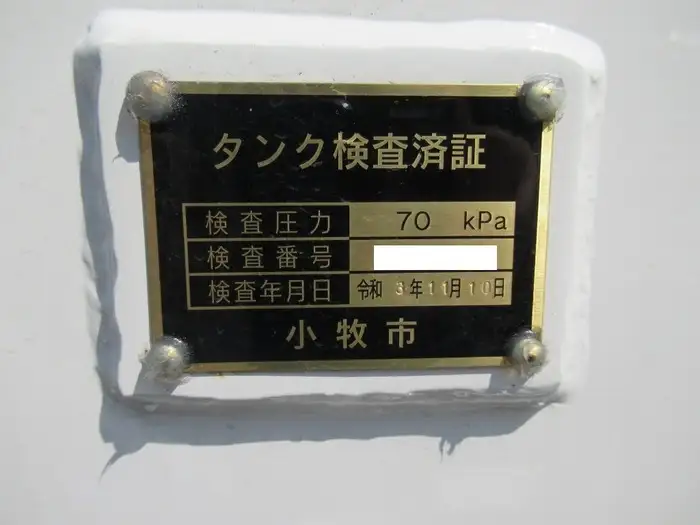 タンク検査済証
検査圧力 70 kPa
検査番号
検査年月日 令和 3年11月10日
小牧市